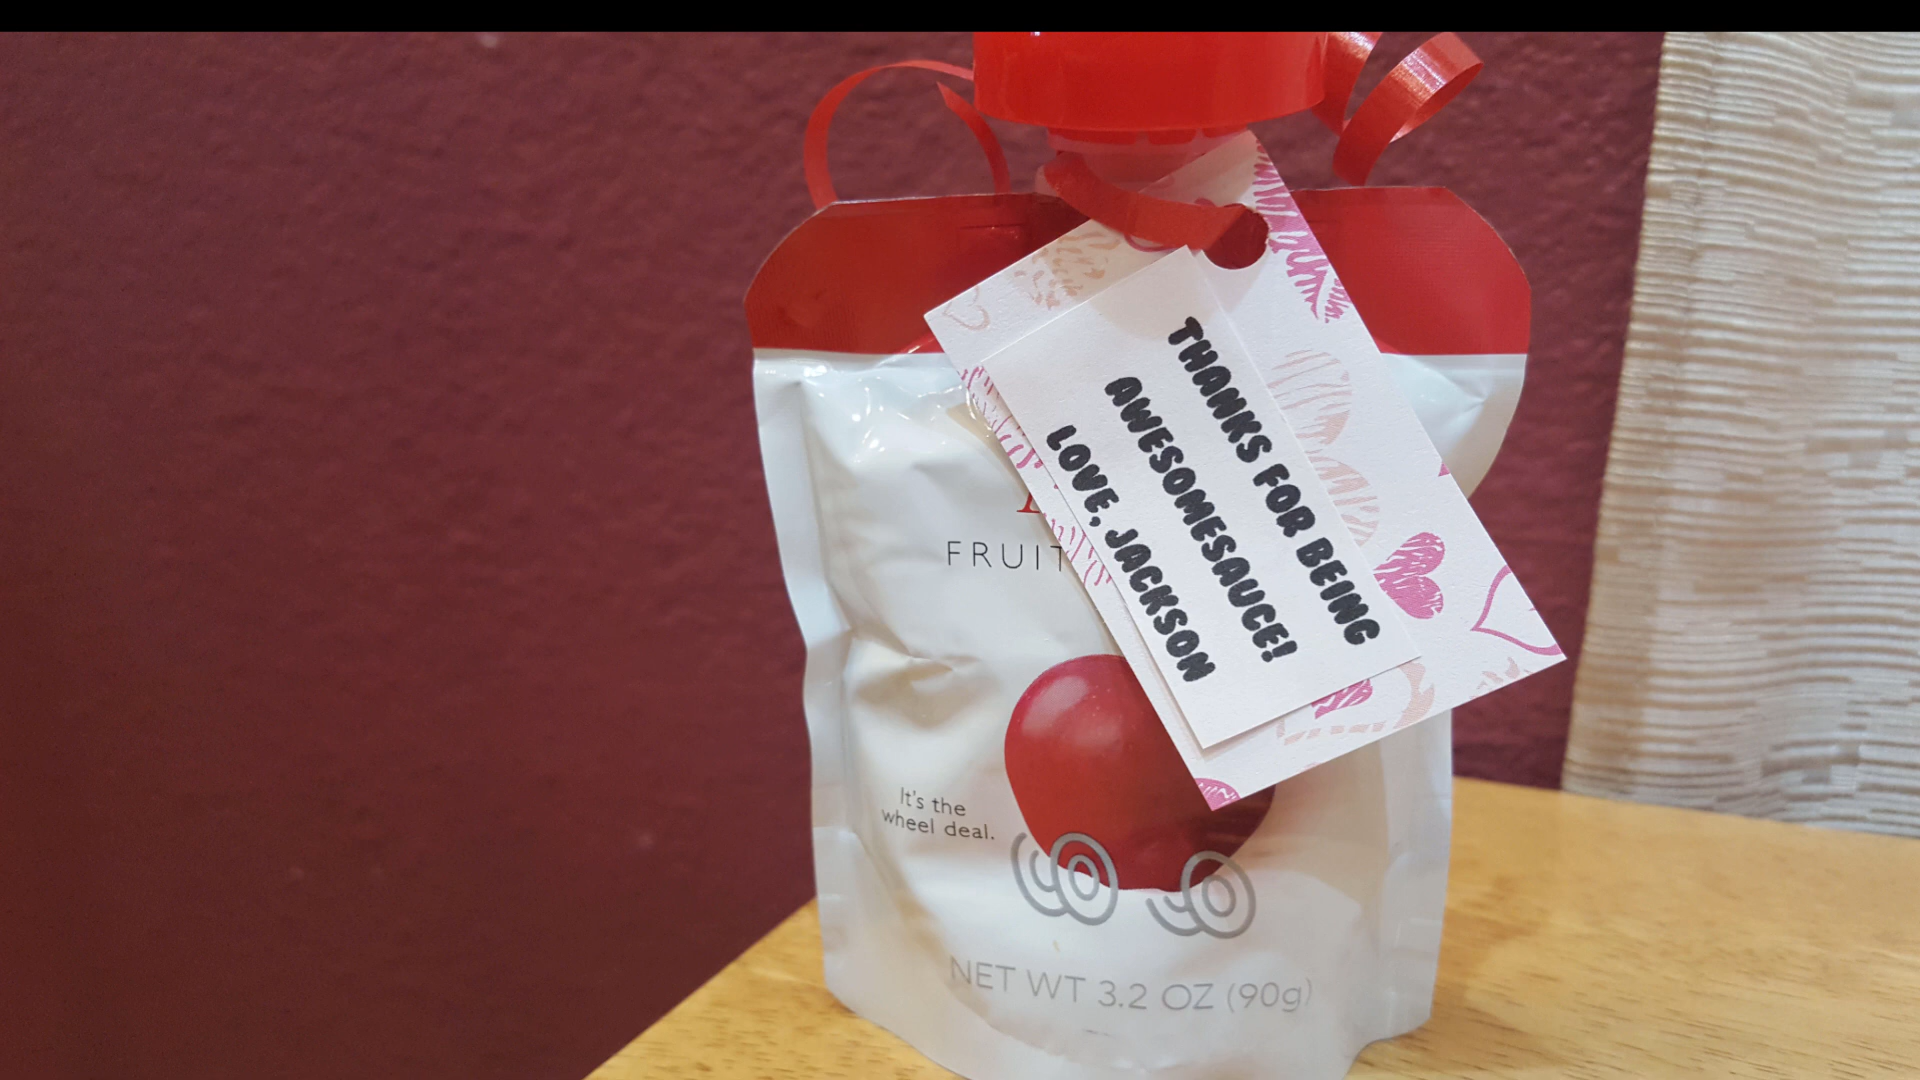 THANKS FOR BEING
AWESOMESAUCE!
LOVE, JACKSON
FRUIT
It's the
wheel deal.
NET WT 3.2 OZ (90g)